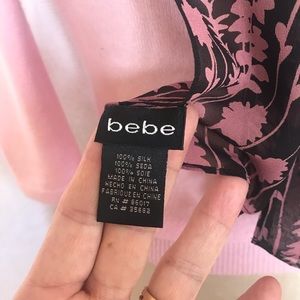 bebe
100% SILK
100% SEDA
100% SOIE
MADE IN CHINA
HECHO EN CHINA
FABRIQUE EN CHINE
RN # 86017
CA # 35882